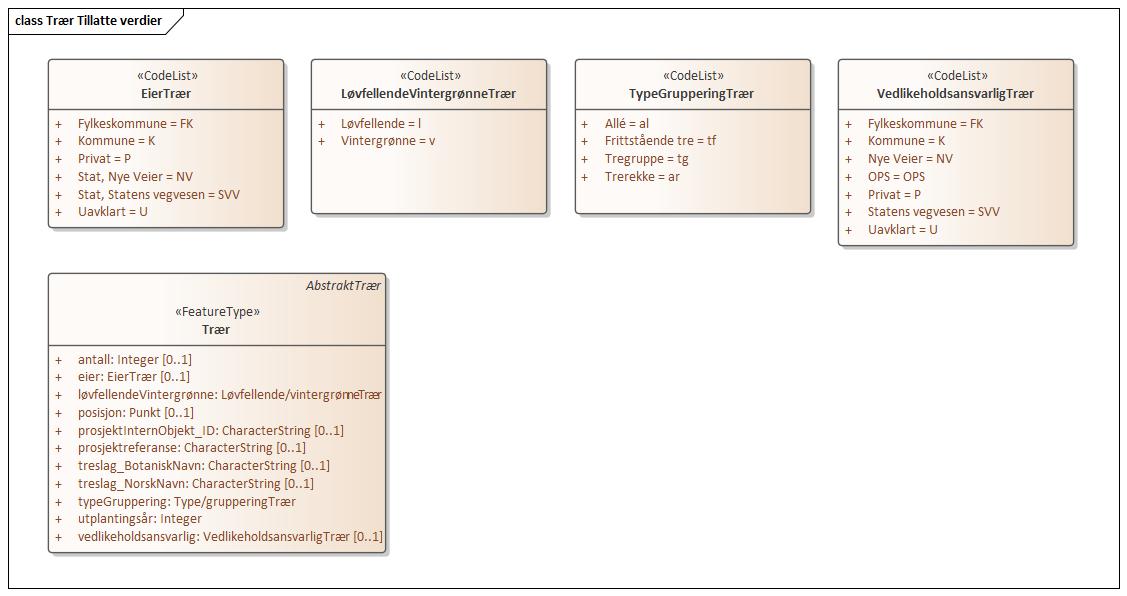 class Trær Tillatte verdier
«CodeList»
EierTrær
+ Fylkeskommune = FK
+ Kommune = K
+ Privat = P
+ Stat, Nye Veier = NV
+ Stat, Statens vegvesen = SVV
+ Uavklart = U
«CodeList»
LøvfellendeVintergrønneTrær
+ Løvfellende = l
+ Vintergrønne = v
«CodeList»
TypeGrupperingTrær
+ Allé = al
+ Frittstående tre = tf
+ Tregruppe = tg
+ Trerekke = ar
«CodeList»
VedlikeholdsansvarligTrær
+ Fylkeskommune = FK
+ Kommune = K
+ Nye Veier = NV
+ OPS = OPS
+ Privat = P
+ Statens vegvesen = SVV
+ Uavklart = U
AbstraktTrær
«FeatureType»
Trær
+ antall: Integer [0..1]
+ eier: EierTrær [0..1]
+ løvfellendeVintergrønne: Løvfellende/vintergrønneTrær
+ posisjon: Punkt [0..1]
+ prosjektInternObjekt_ID: CharacterString [0..1]
+ prosjektreferanse: CharacterString [0..1]
+ treslag_BotaniskNavn: CharacterString [0..1]
+ treslag_NorskNavn: CharacterString [0..1]
+ typeGruppering: Type/grupperingTrær
+ utplantingsår: Integer
+ vedlikeholdsansvarlig: VedlikeholdsansvarligTrær [0..1]